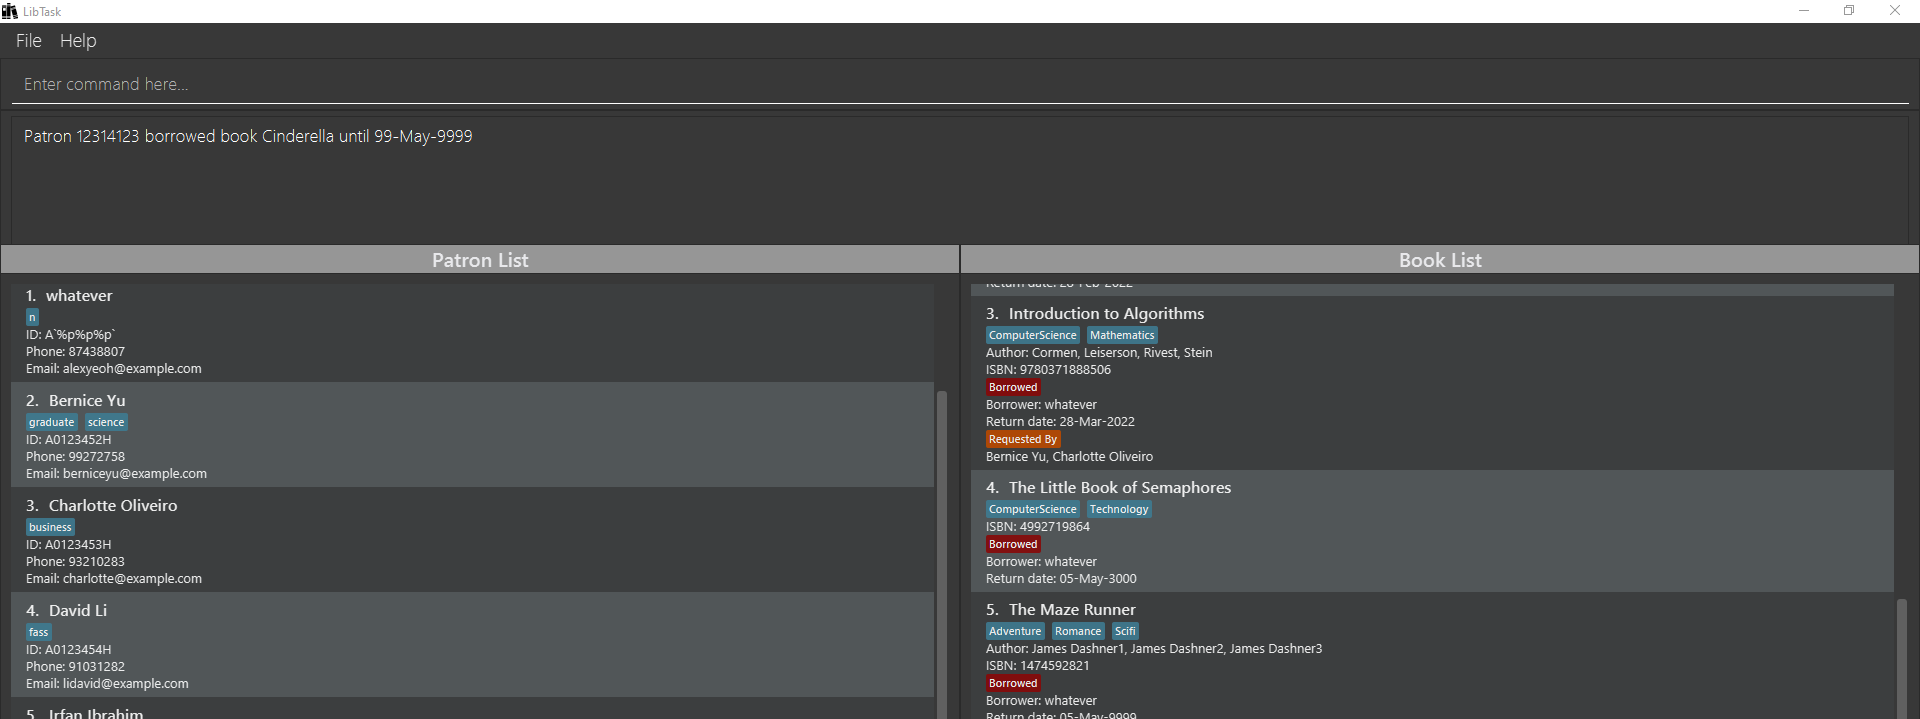 LibTask
File Help
Enter command here...
Patron 12314123 borrowed book Cinderella until 99-May-9999
Patron List
1. whatever
n
ID: A`%p%p%p`
Phone: 87438807
Email: alexyeoh@example.com
2. Bernice Yu
graduate science
ID: A0123452H
Phone: 99272758
Email: berniceyu@example.com
3. Charlotte Oliveiro
business
ID: A0123453H
Phone: 93210283
Email: charlotte@example.com
4. David Li
fass
ID: A0123454H
Phone: 91031282
Email: lidavid@example.com
5. Irfan Ibrahim
Book List
Return date: 28-Feb-2022
3. Introduction to Algorithms
ComputerScience Mathematics
Author: Cormen, Leiserson, Rivest, Stein
ISBN: 9780371888506
Borrowed
Borrower: whatever
Return date: 28-Mar-2022
Requested By
Bernice Yu, Charlotte Oliveiro
4. The Little Book of Semaphores
ComputerScience Technology
ISBN: 4992719864
Borrowed
Borrower: whatever
Return date: 05-May-3000
5. The Maze Runner
Adventure Romance Scifi
Author: James Dashner1, James Dashner2, James Dashner3
ISBN: 1474592821
Borrowed
Borrower: whatever
Return date: 05-May-9999